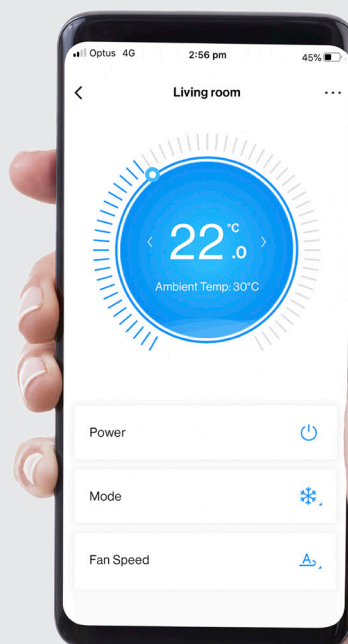 Optus 4G 2:56 pm 45%
Living room
22.0 °C
Ambient Temp: 30°C
Power
Mode
Fan Speed
A